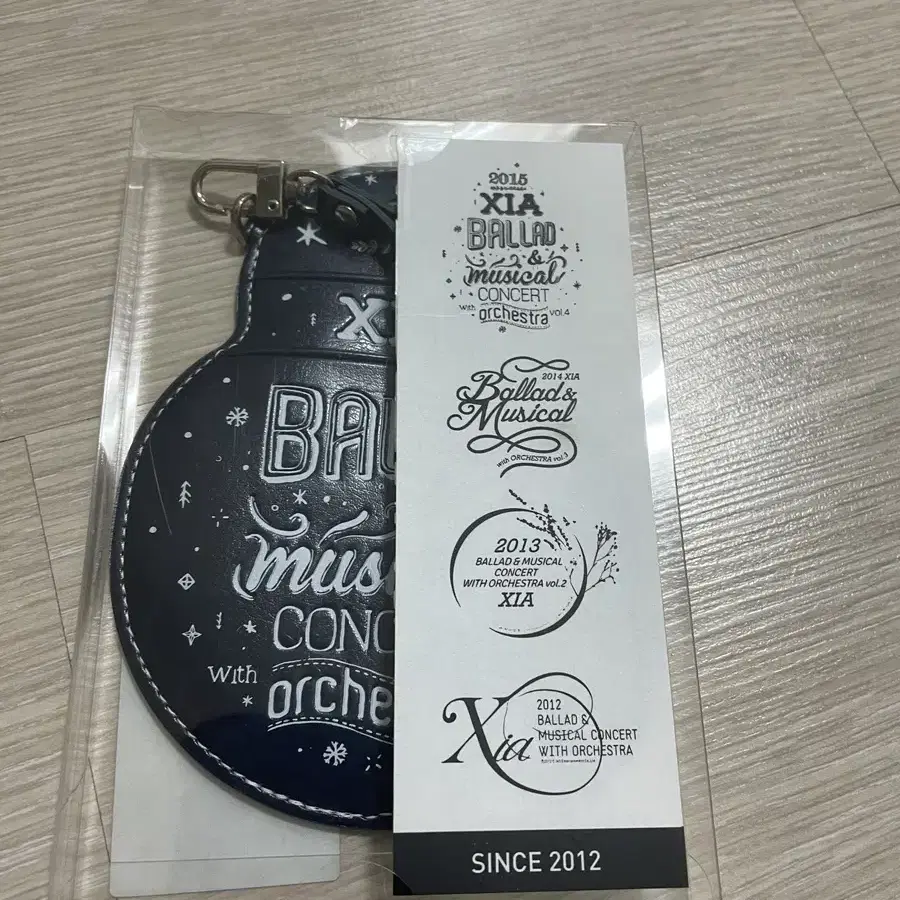 XI
BAL
musi
CONC
With
orche
2015
XIA
BALLAD
&
musical
CONCERT
With orchestra vol.4
2014 XIA
Ballad &
Musical
with ORCHESTRA vol.3
2013
BALLAD & MUSICAL
CONCERT
WITH ORCHESTRA vol.2
XIA
Xia
2012
BALLAD &
MUSICAL CONCERT
WITH ORCHESTRA
SINCE 2012